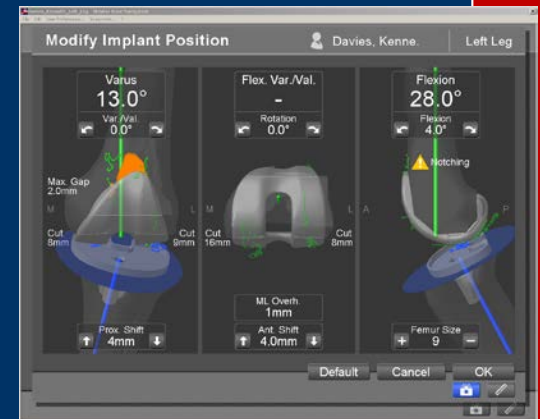 Modify Implant Position
Davies, Kenne.
Left Leg
Varus
13.0°
Var./Val.
0.0°
Max. Gap
2.0mm
M
L
Cut
8mm
Cut
9mm
Prox. Shift
4mm
Flex. Var./Val.
-
Rotation
0.0°
M
L
Cut
16mm
Cut
8mm
ML Overh.
1mm
Ant. Shift
4.0mm
Flexion
28.0°
Flexion
4.0°
Notching
A
P
Femur Size
+ 9 -
Default
Cancel
OK